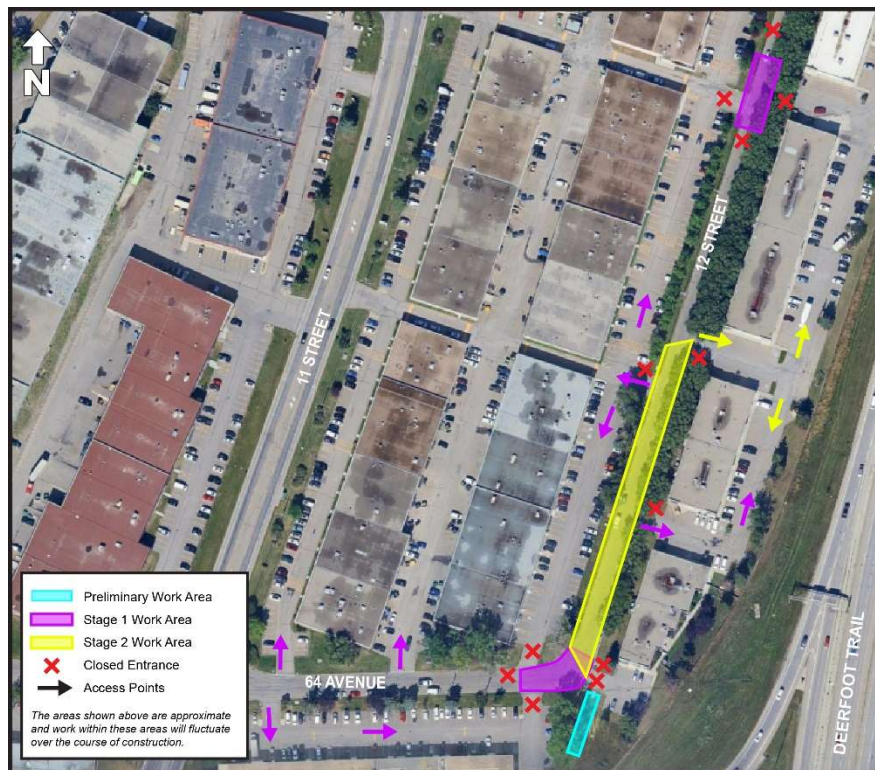 N
12 STREET
11 STREET
64 AVENUE
DEERFOOT TRAIL
Preliminary Work Area
Stage 1 Work Area
Stage 2 Work Area
Closed Entrance
Access Points
The areas shown above are approximate
and work within these areas will fluctuate
over the course of construction.